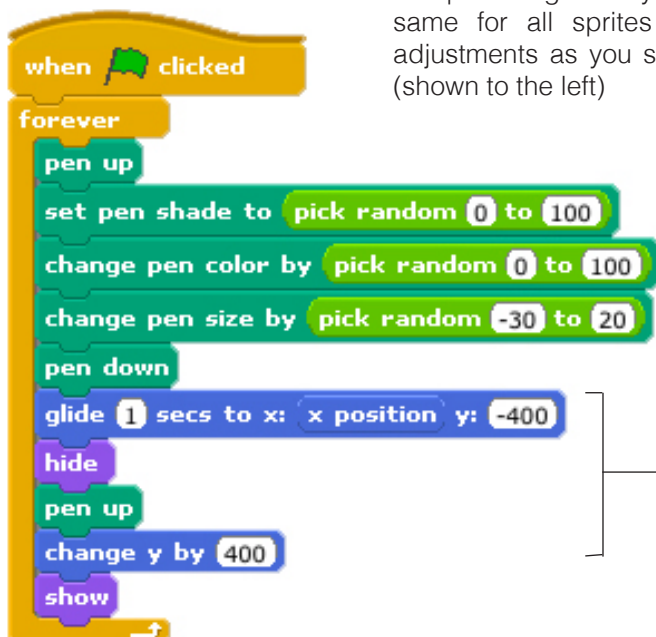 same for all sprites
adjustments as you s
(shown to the left)
when clicked
forever
pen up
set pen shade to pick random 0 to 100
change pen color by pick random 0 to 100
change pen size by pick random -30 to 20
pen down
glide 1 secs to x: x position y: -400
hide
pen up
change y by 400
show